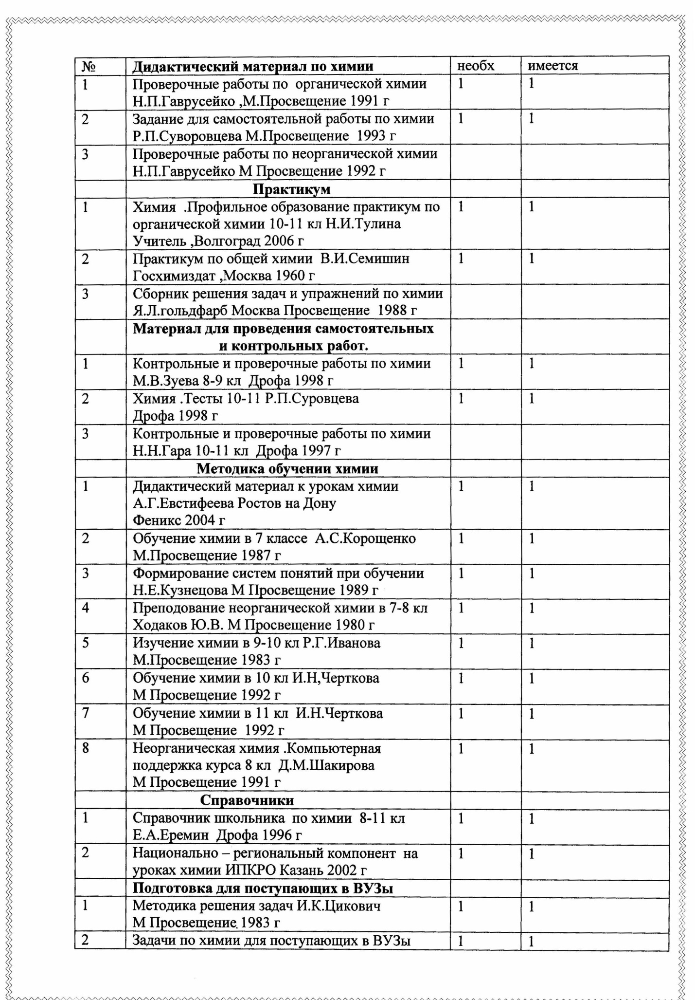 № Дидактический материал по химии необх имеется
1 Проверочные работы по органической химии 1 1
Н.П.Гаврусейко ,М.Просвещение 1991 г
2 Задание для самостоятельной работы по химии 1 1
Р.П.Суворовцева М.Просвещение 1993 г
3 Проверочные работы по неорганической химии
Н.П.Гаврусейко М Просвещение 1992 г
Практикум
1 Химия .Профильное образование практикум по 1 1
органической химии 10-11 кл Н.И.Тулина
Учитель ,Волгоград 2006 г
2 Практикум по общей химии В.И.Семишин 1 1
Госхимиздат ,Москва 1960 г
3 Сборник решения задач и упражнений по химии
Я.Л.гольдфарб Москва Просвещение 1988 г
Материал для проведения самостоятельных
и контрольных работ.
1 Контрольные и проверочные работы по химии 1 1
М.В.Зуева 8-9 кл Дрофа 1998 г
2 Химия .Тесты 10-11 Р.П.Суровцева 1 1
Дрофа 1998 г
3 Контрольные и проверочные работы по химии
Н.Н.Гара 10-11 кл Дрофа 1997 г
Методика обучении химии
1 Дидактический материал к урокам химии 1 1
А.Г.Евстифеева Ростов на Дону
Феникс 2004 г
2 Обучение химии в 7 классе А.С.Корощенко 1 1
М.Просвещение 1987 г
3 Формирование систем понятий при обучении 1 1
Н.Е.Кузнецова М Просвещение 1989 г
4 Преподование неорганической химии в 7-8 кл 1 1
Ходаков Ю.В. М Просвещение 1980 г
5 Изучение химии в 9-10 кл Р.Г.Иванова 1 1
М.Просвещение 1983 г
6 Обучение химии в 10 кл И.Н,Черткова 1 1
М Просвещение 1992 г
7 Обучение химии в 11 кл И.Н.Черткова 1 1
М Просвещение 1992 г
8 Неорганическая химия .Компьютерная 1 1
поддержка курса 8 кл Д.М.Шакирова
М Просвещение 1991 г
Справочники
1 Справочник школьника по химии 8-11 кл 1 1
Е.А.Еремин Дрофа 1996 г
2 Национально – региональный компонент на 1 1
уроках химии ИПКРО Казань 2002 г
Подготовка для поступающих в ВУЗы
1 Методика решения задач И.К.Цикович 1 1
М Просвещение 1983 г
2 Задачи по химии для поступающих в ВУЗы 1 1